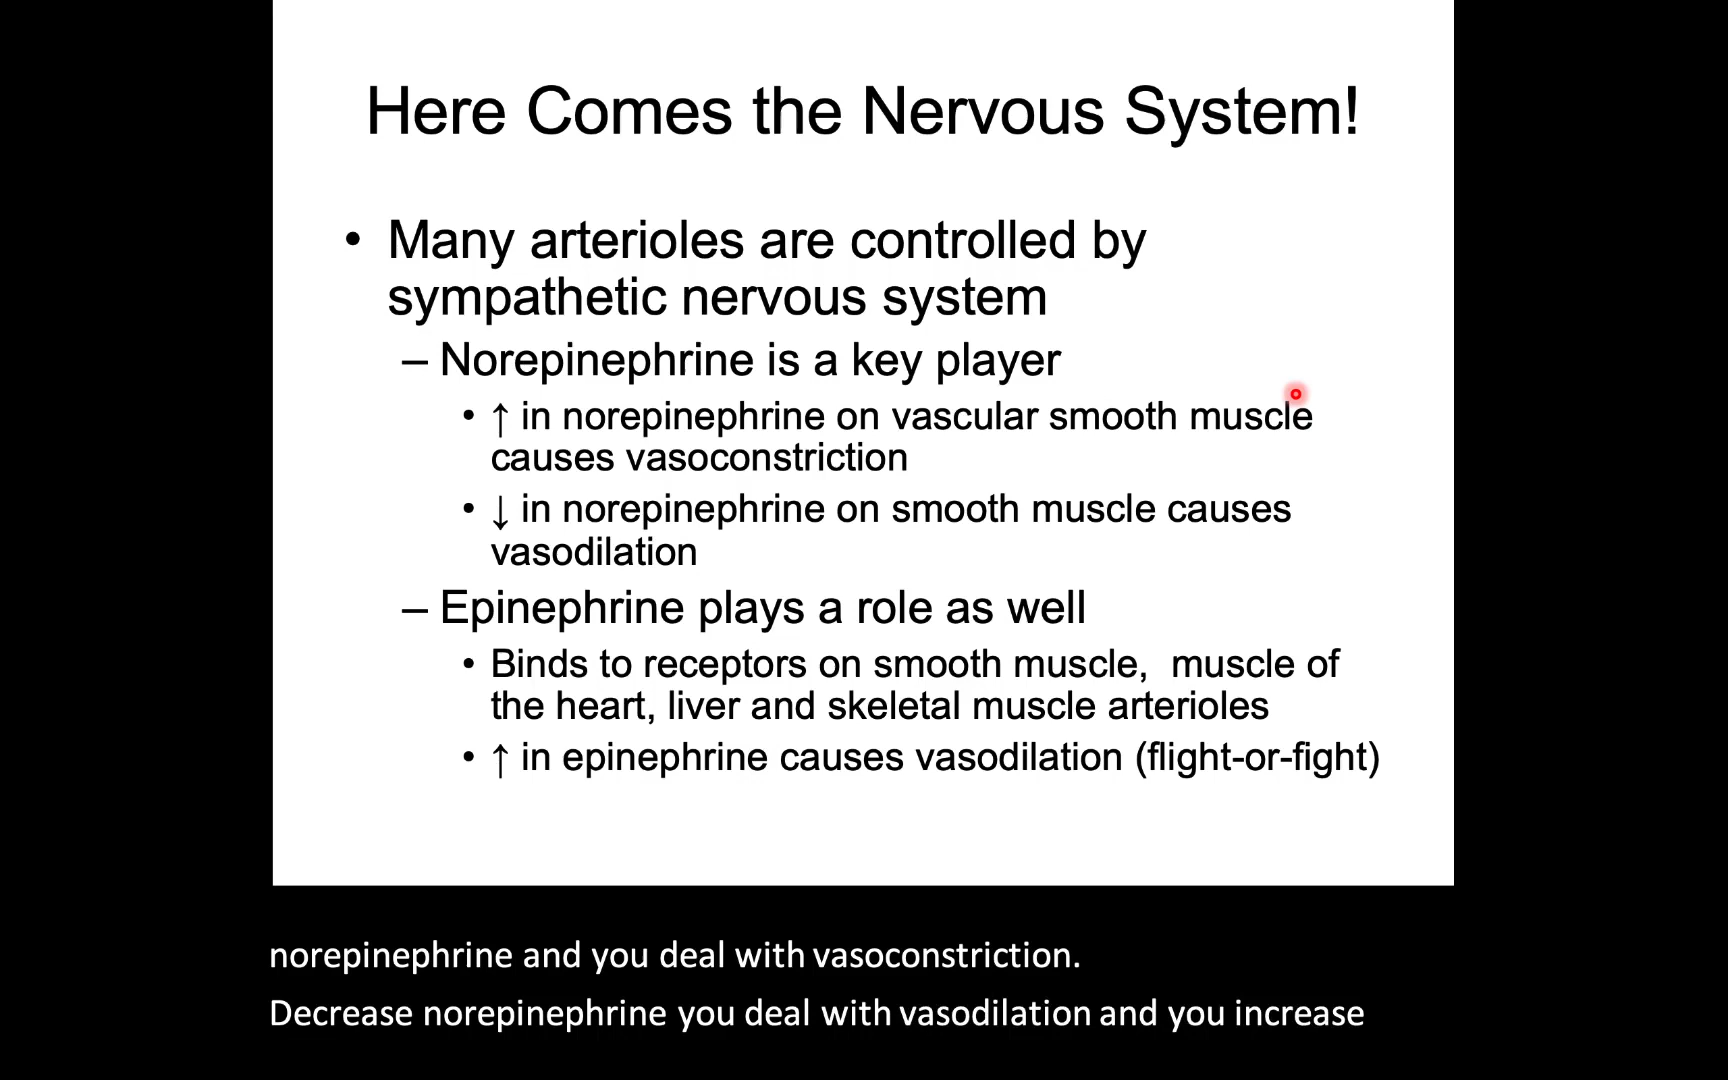 Here Comes the Nervous System!
• Many arterioles are controlled by
sympathetic nervous system
– Norepinephrine is a key player
• ↑ in norepinephrine on vascular smooth muscle
causes vasoconstriction
• ↓ in norepinephrine on smooth muscle causes
vasodilation
– Epinephrine plays a role as well
• Binds to receptors on smooth muscle,  muscle of
the heart, liver and skeletal muscle arterioles
• ↑ in epinephrine causes vasodilation (flight-or-fight)
norepinephrine and you deal with vasoconstriction.
Decrease norepinephrine you deal with vasodilation and you increase